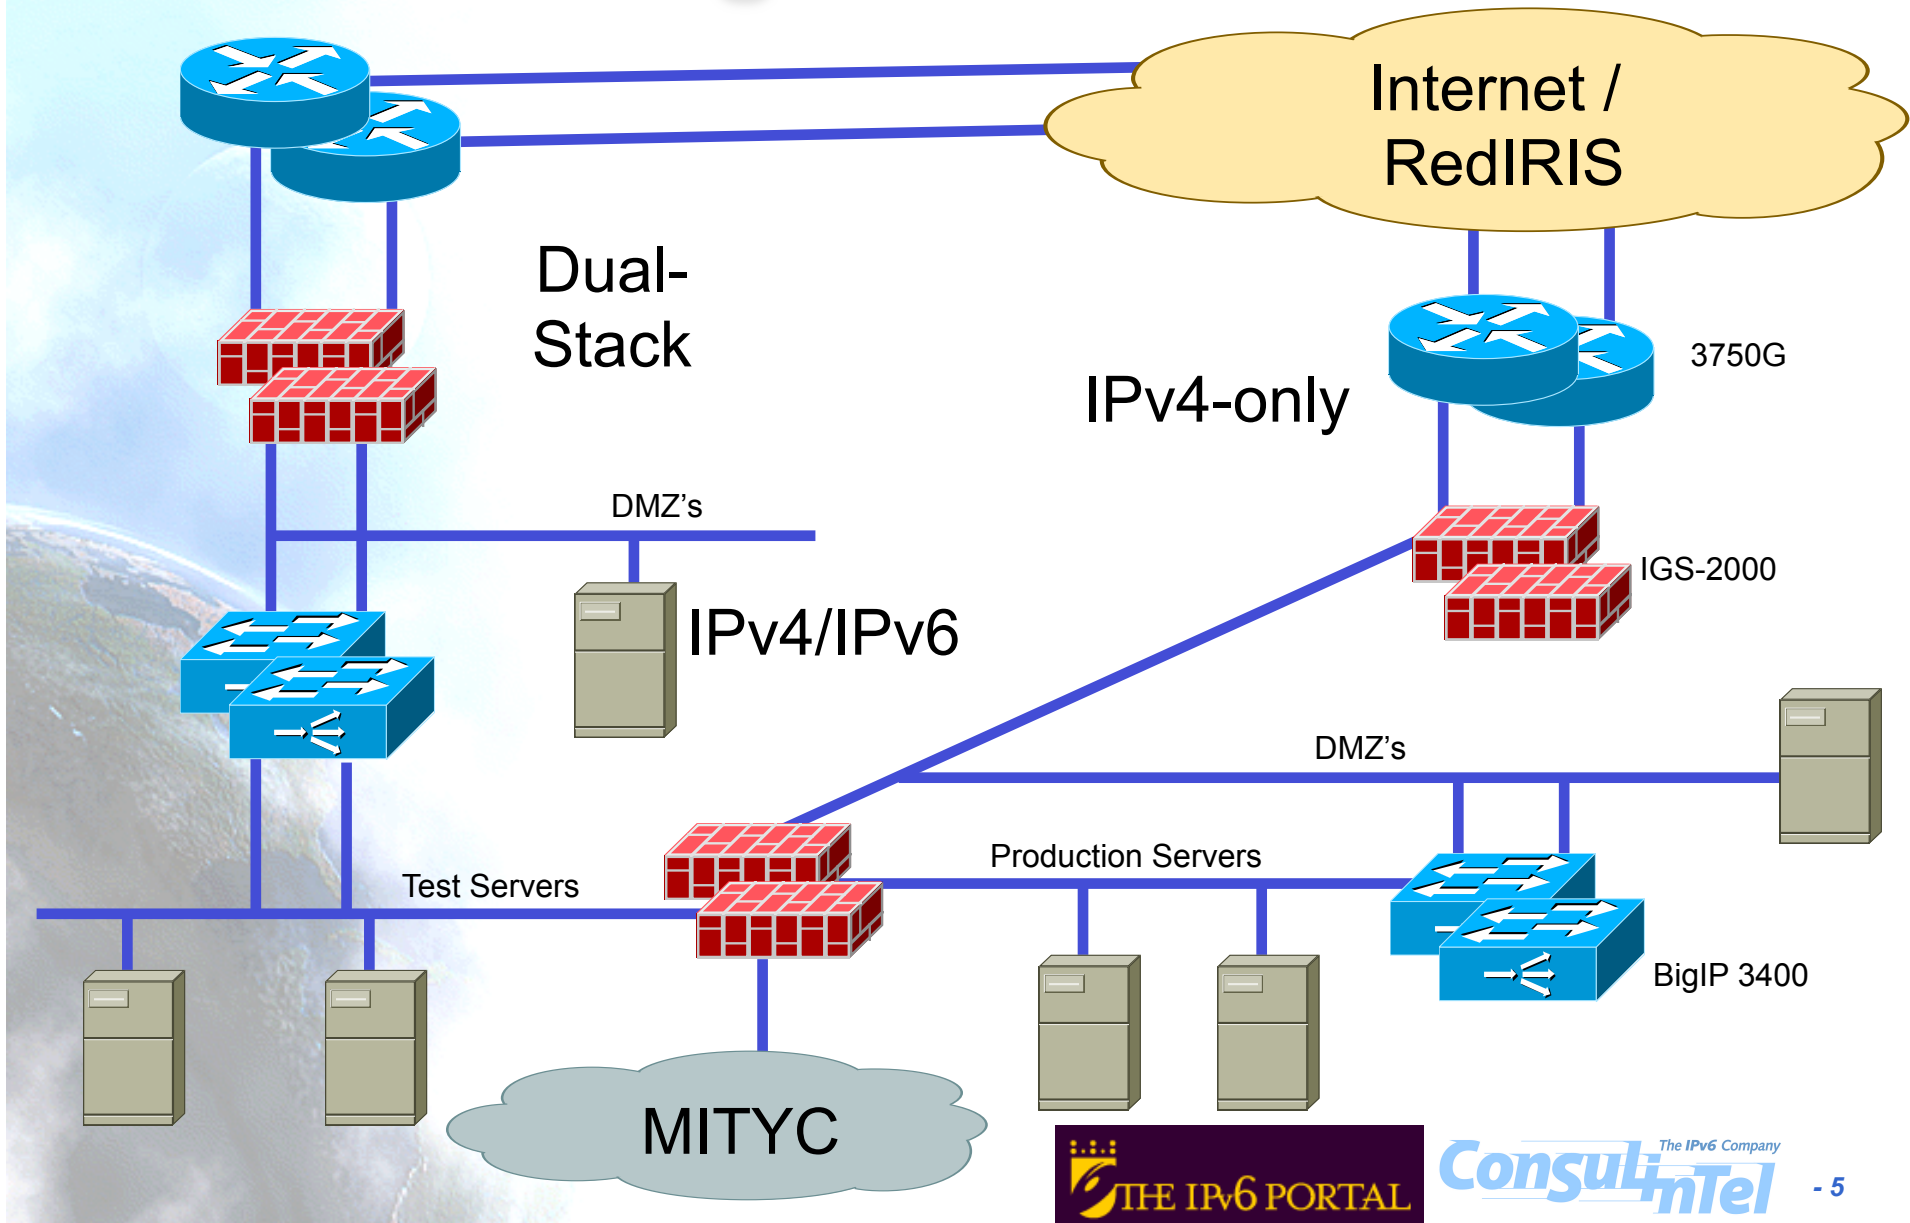 Internet /
RedIRIS
Dual-
Stack
3750G
IPv4-only
DMZ's
IGS-2000
IPv4/IPv6
DMZ's
Production Servers
Test Servers
BigIP 3400
MITYC
THE IPv6 PORTAL
The IPv6 Company
ConsulinTel
- 5